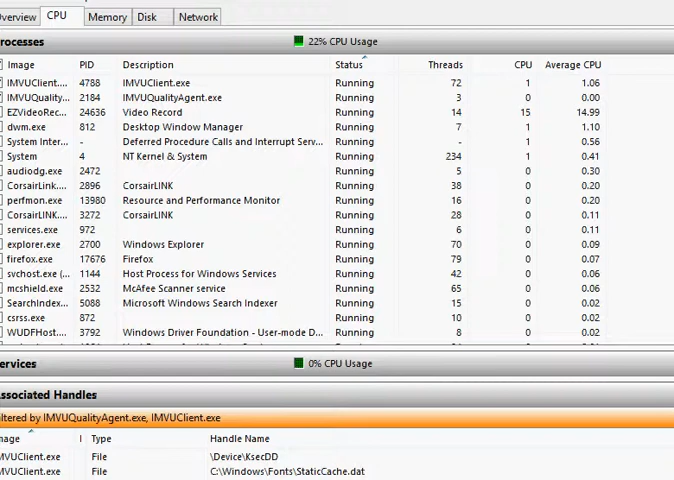 Overview CPU Memory Disk Network
Processes 22% CPU Usage
Image PID Description Status Threads CPU Average CPU
IMVUClient.... 4788 IMVUClient.exe Running 72 1 1.06
IMVUQuality... 2184 IMVUQualityAgent.exe Running 3 0 0.00
EZVideoRec... 24636 Video Record Running 14 15 14.99
dwm.exe 812 Desktop Window Manager Running 7 1 1.10
System Inter... - Deferred Procedure Calls and Interrupt Serv... Running - 1 0.56
System 4 NT Kernel & System Running 234 1 0.41
audiodg.exe 2472 Running 5 0 0.30
CorsairLink.... 2896 CorsairLINK Running 38 0 0.20
perfmon.exe 13980 Resource and Performance Monitor Running 16 0 0.20
CorsairLINK.... 3272 CorsairLINK Running 28 0 0.11
services.exe 972 Running 6 0 0.11
explorer.exe 2700 Windows Explorer Running 70 0 0.09
firefox.exe 17676 Firefox Running 79 0 0.07
svchost.exe (... 1144 Host Process for Windows Services Running 42 0 0.06
mcshield.exe 2532 McAfee Scanner service Running 65 0 0.06
SearchIndex... 5088 Microsoft Windows Search Indexer Running 15 0 0.02
csrss.exe 872 Running 10 0 0.02
WUDFHost.... 3792 Windows Driver Foundation - User-mode D... Running 8 0 0.02
ervices 0% CPU Usage
ssociated Handles
ltered by IMVUQualityAgent.exe, IMVUClient.exe
mage Type Handle Name
MVUClient.exe File \Device\KsecDD
MVUClient.exe File C:\Windows\Fonts\StaticCache.dat